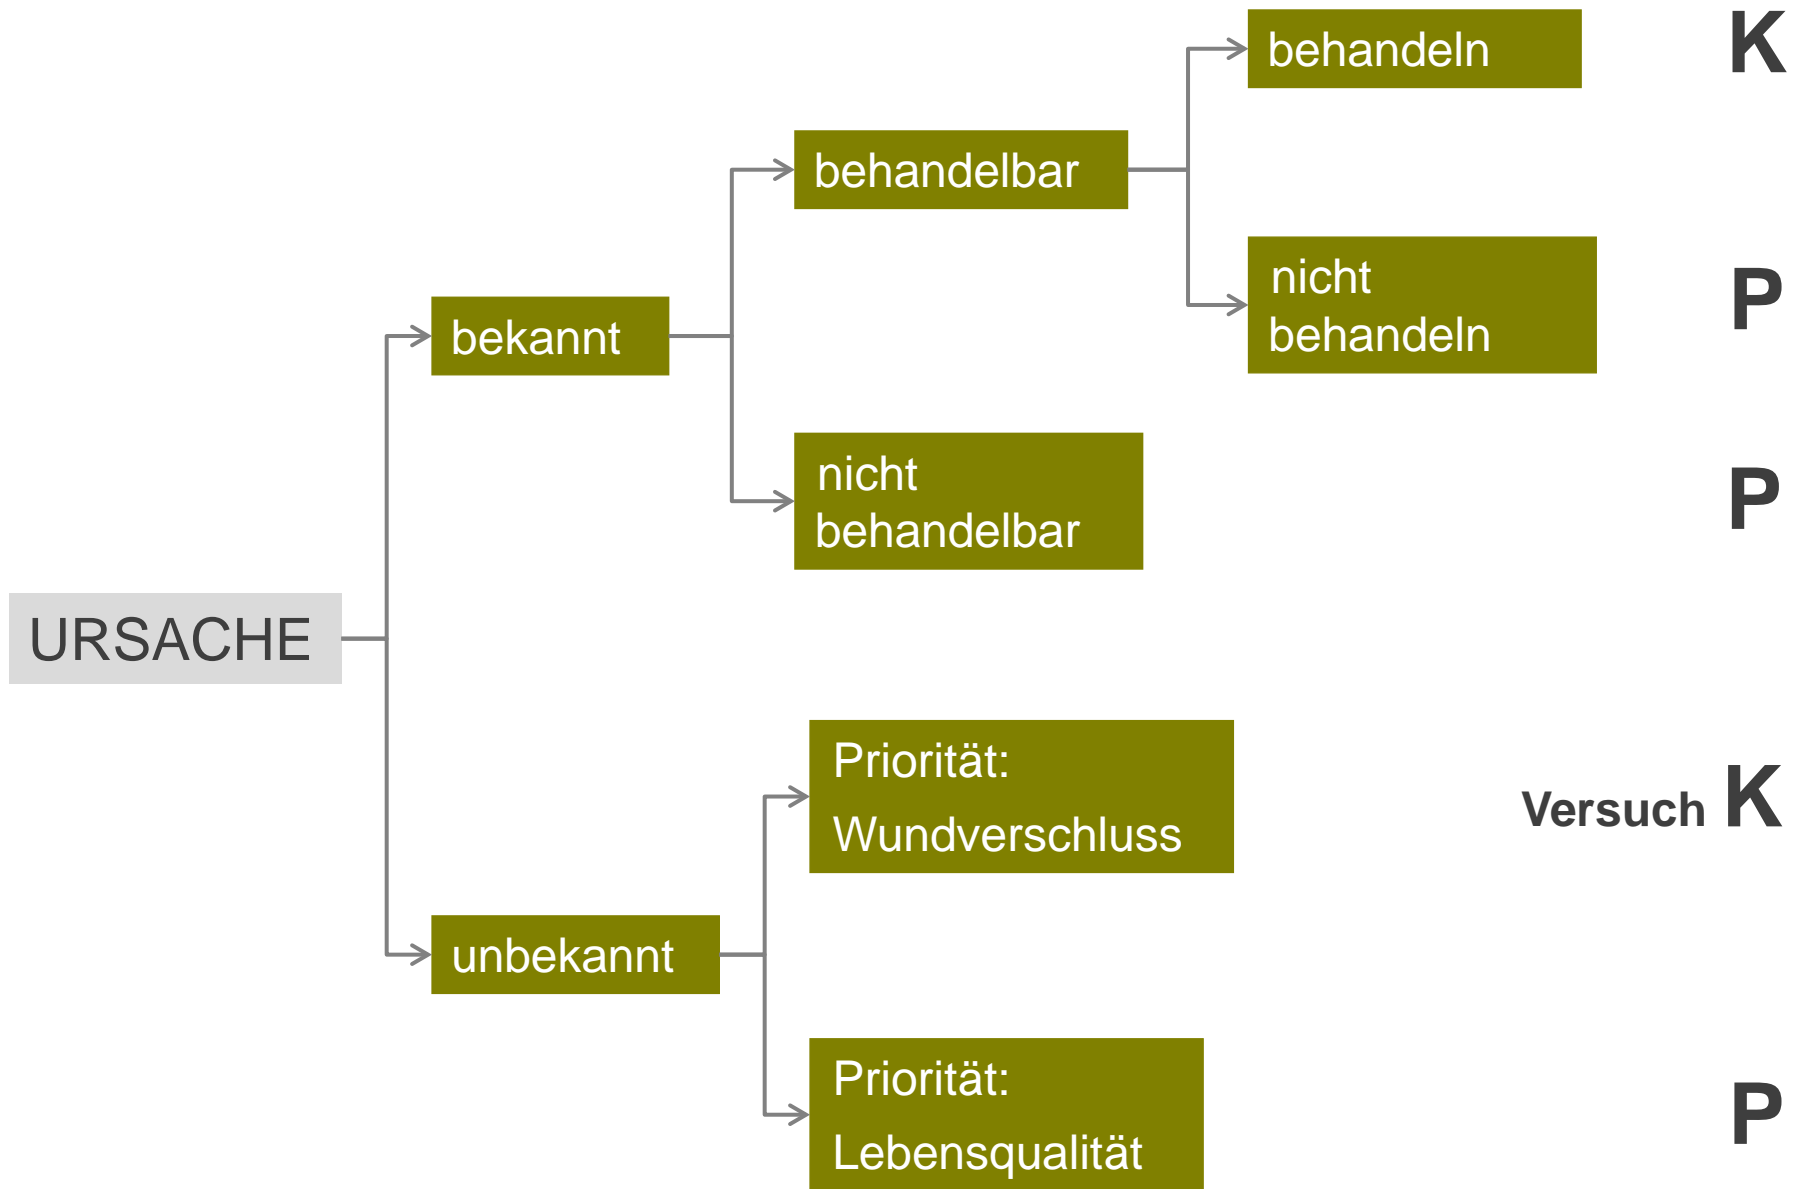 behandeln K
behandelbar
nicht
behandeln
P
bekannt
nicht
behandelbar
P
URSACHE
Priorität:
Wundverschluss
Versuch K
unbekannt
Priorität:
Lebensqualität
P